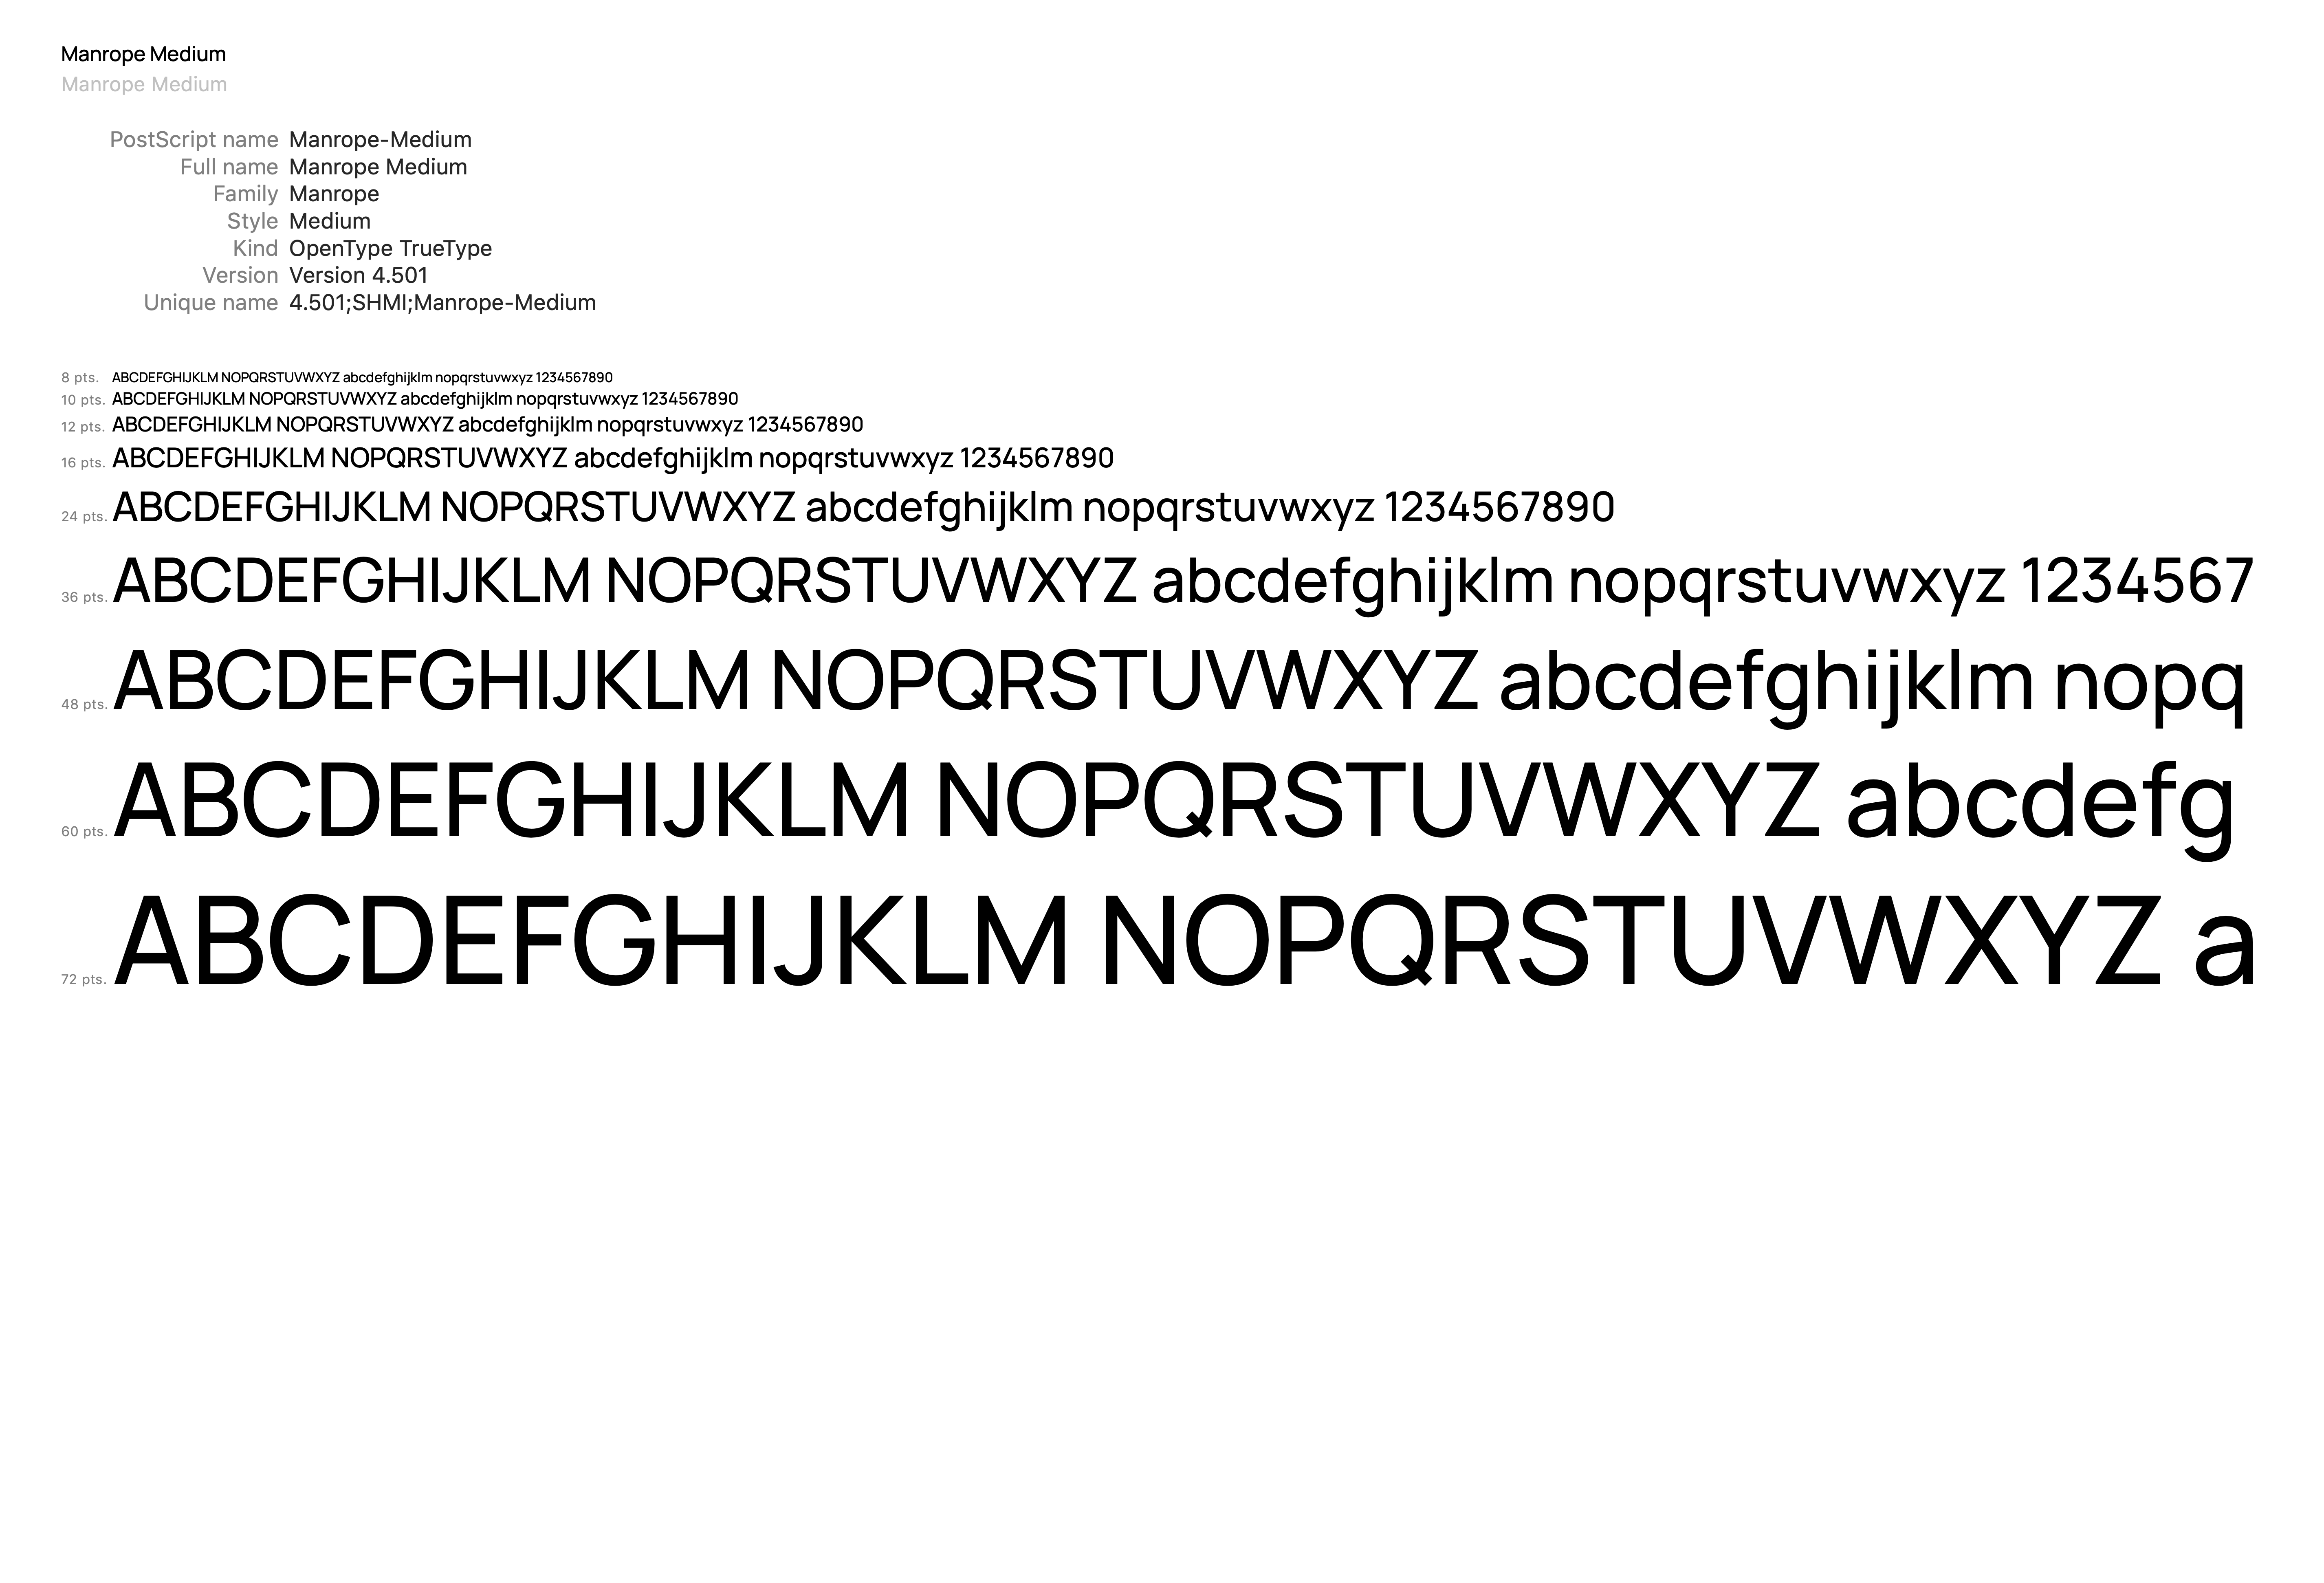 Manrope Medium
Manrope Medium
PostScript name Manrope-Medium
Full name Manrope Medium
Family Manrope
Style Medium
Kind OpenType TrueType
Version Version 4.501
Unique name 4.501;SHMI;Manrope-Medium
8 pts. ABCDEFGHIJKLM NOPQRSTUVWXYZ abcdefghijklm nopqrstuvwxyz 1234567890
10 pts. ABCDEFGHIJKLM NOPQRSTUVWXYZ abcdefghijklm nopqrstuvwxyz 1234567890
12 pts. ABCDEFGHIJKLM NOPQRSTUVWXYZ abcdefghijklm nopqrstuvwxyz 1234567890
16 pts. ABCDEFGHIJKLM NOPQRSTUVWXYZ abcdefghijklm nopqrstuvwxyz 1234567890
24 pts. ABCDEFGHIJKLM NOPQRSTUVWXYZ abcdefghijklm nopqrstuvwxyz 1234567890
36 pts. ABCDEFGHIJKLM NOPQRSTUVWXYZ abcdefghijklm nopqrstuvwxyz 1234567
48 pts. ABCDEFGHIJKLM NOPQRSTUVWXYZ abcdefghijklm nopq
60 pts. ABCDEFGHIJKLM NOPQRSTUVWXYZ abcdefg
72 pts. ABCDEFGHIJKLM NOPQRSTUVWXYZ a